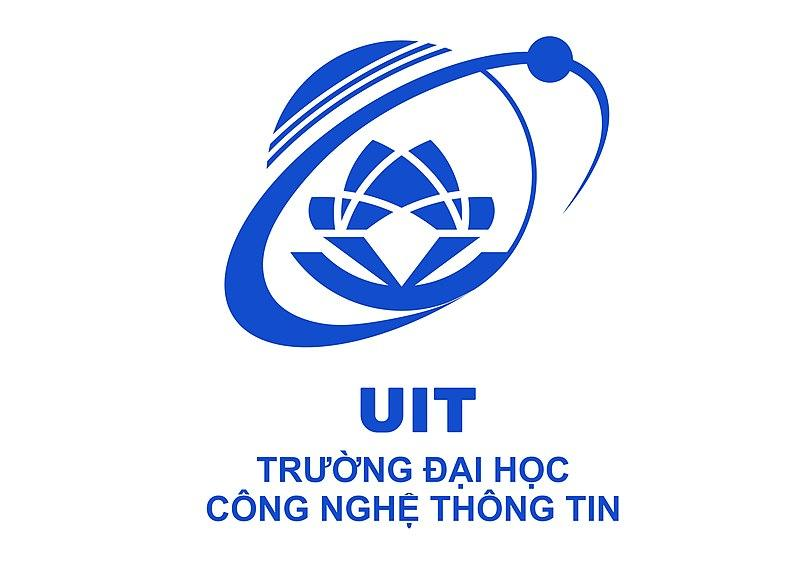 UIT
TRƯỜNG ĐẠI HỌC
CÔNG NGHỆ THÔNG TIN